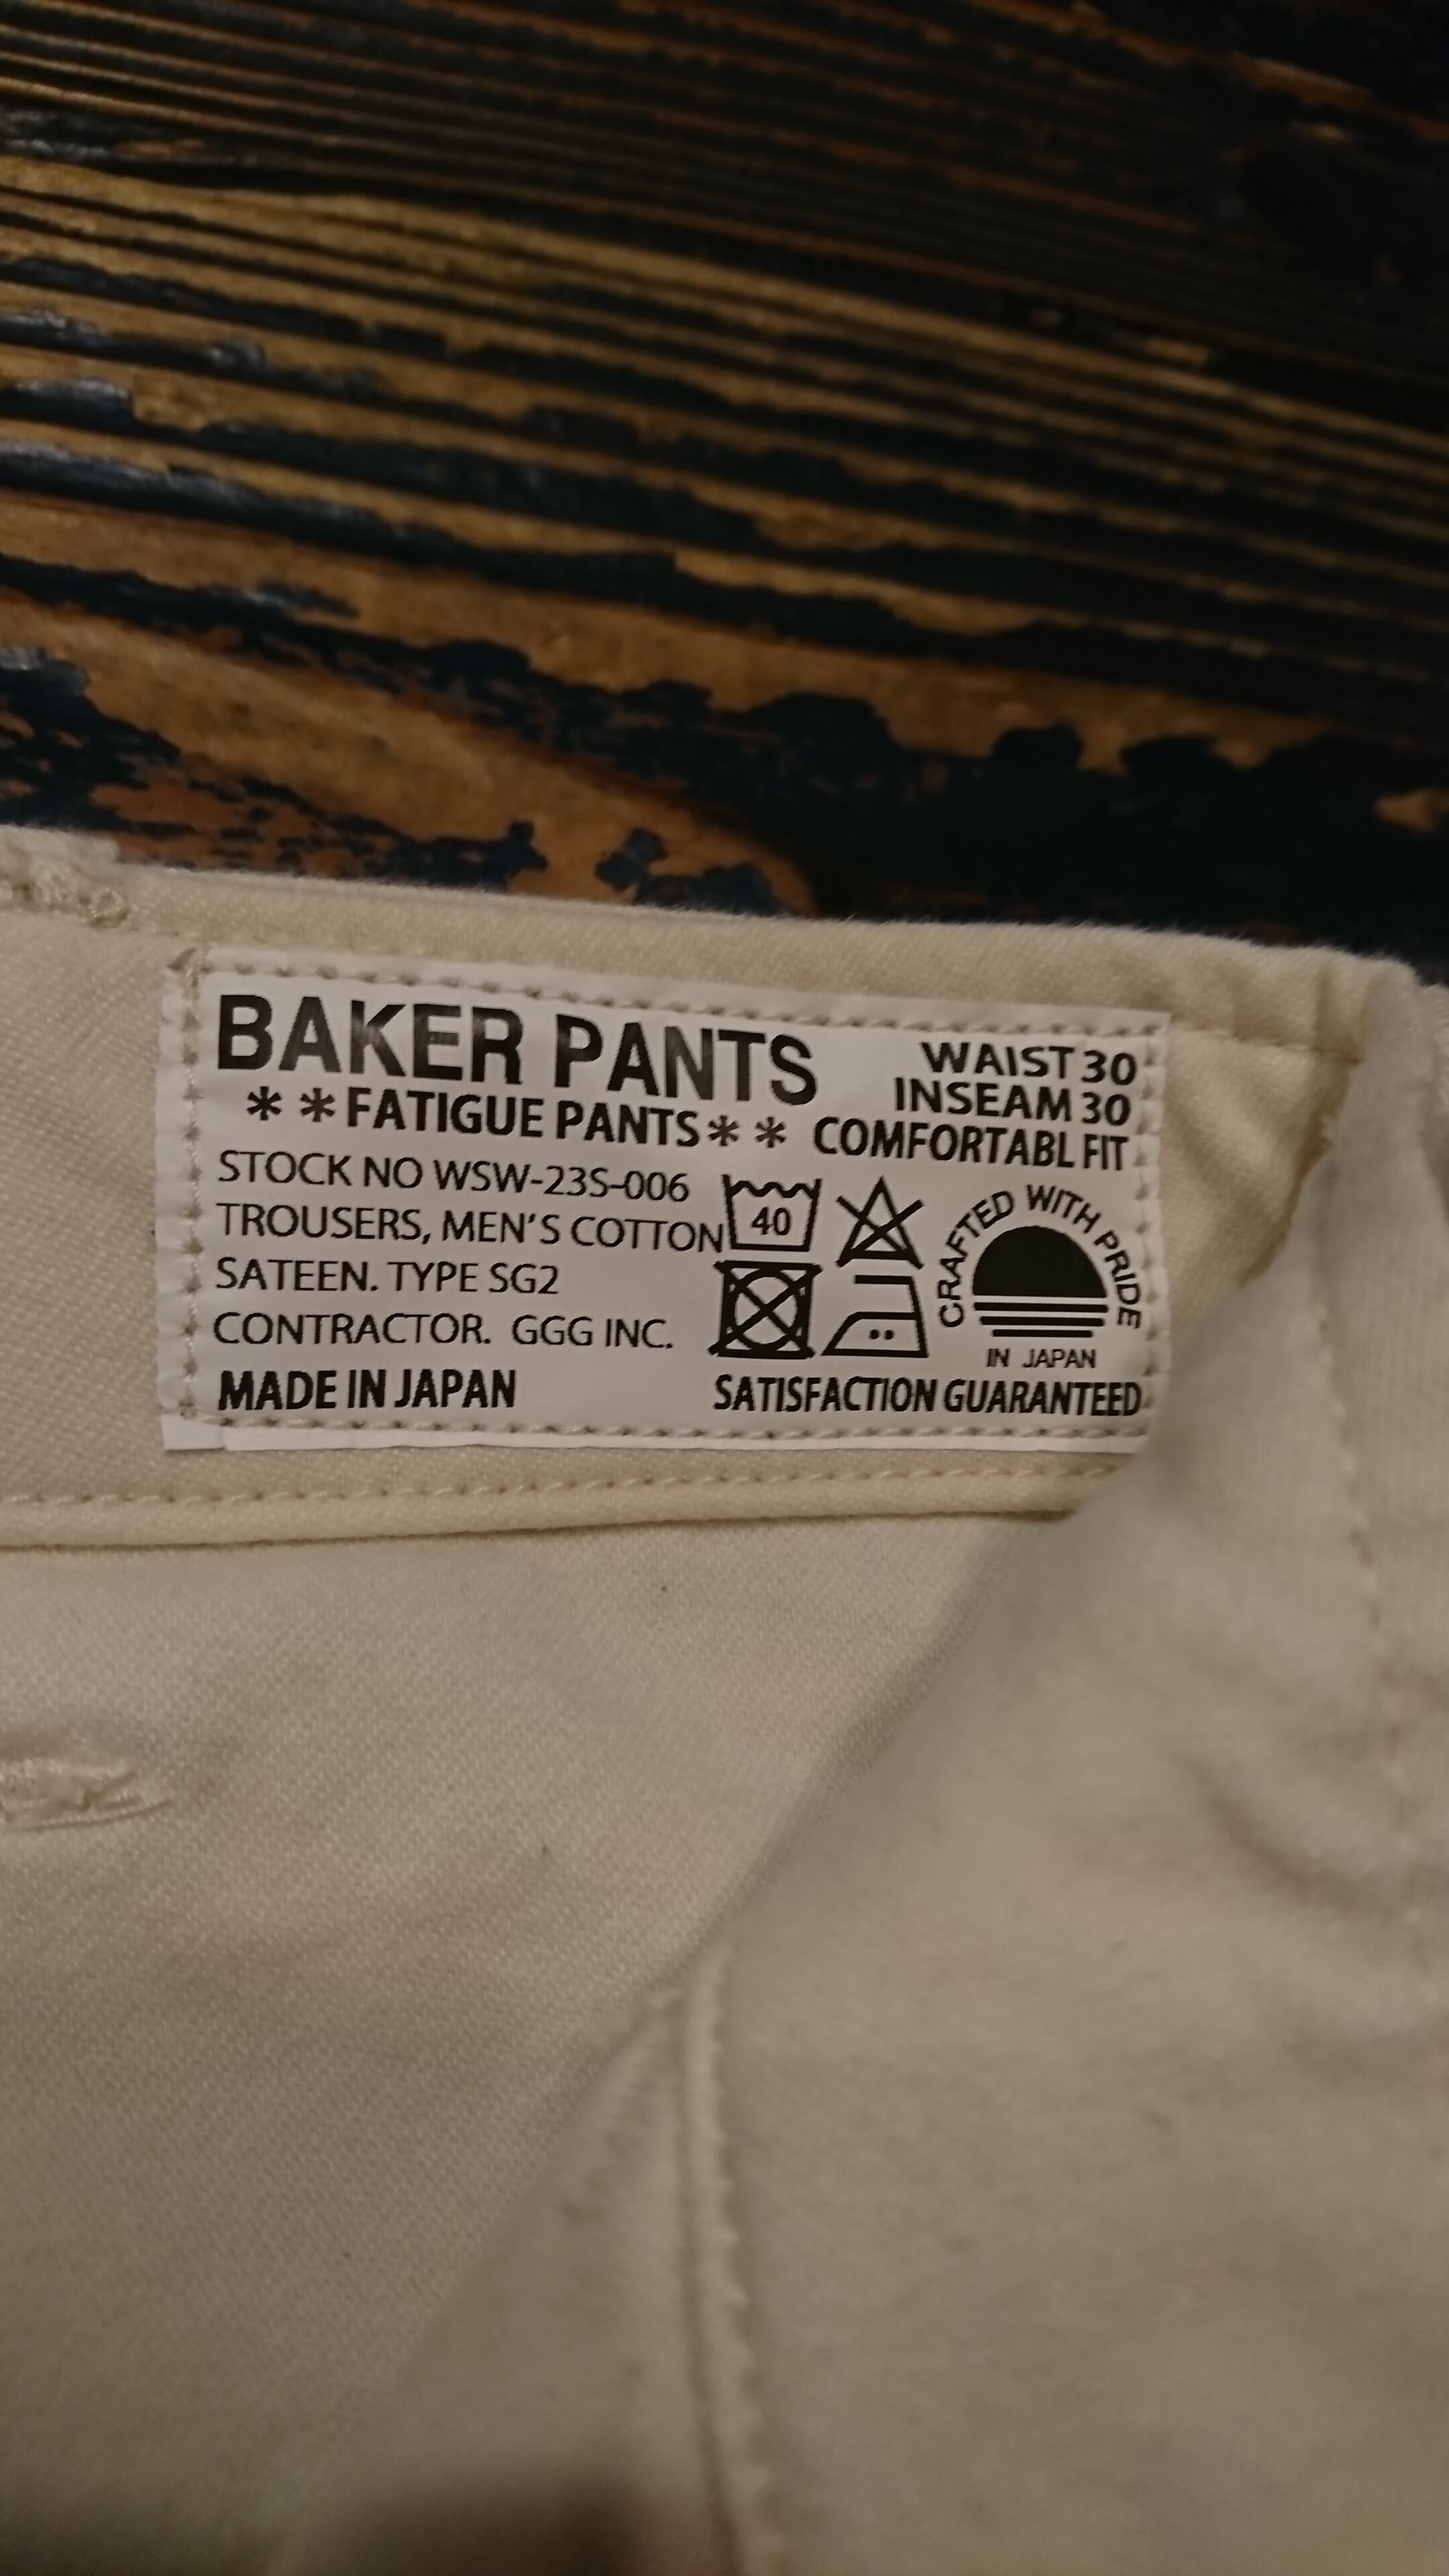 BAKER PANTS
**FATIGUE PANTS**
WAIST 30
INSEAM 30
COMFORTABL FIT
STOCK NO WSW-23S-006
TROUSERS, MEN'S COTTON
SATEEN. TYPE SG2
CONTRACTOR. GGG INC.
MADE IN JAPAN
40
CRAFTED WITH PRIDE
IN JAPAN
SATISFACTION GUARANTEED